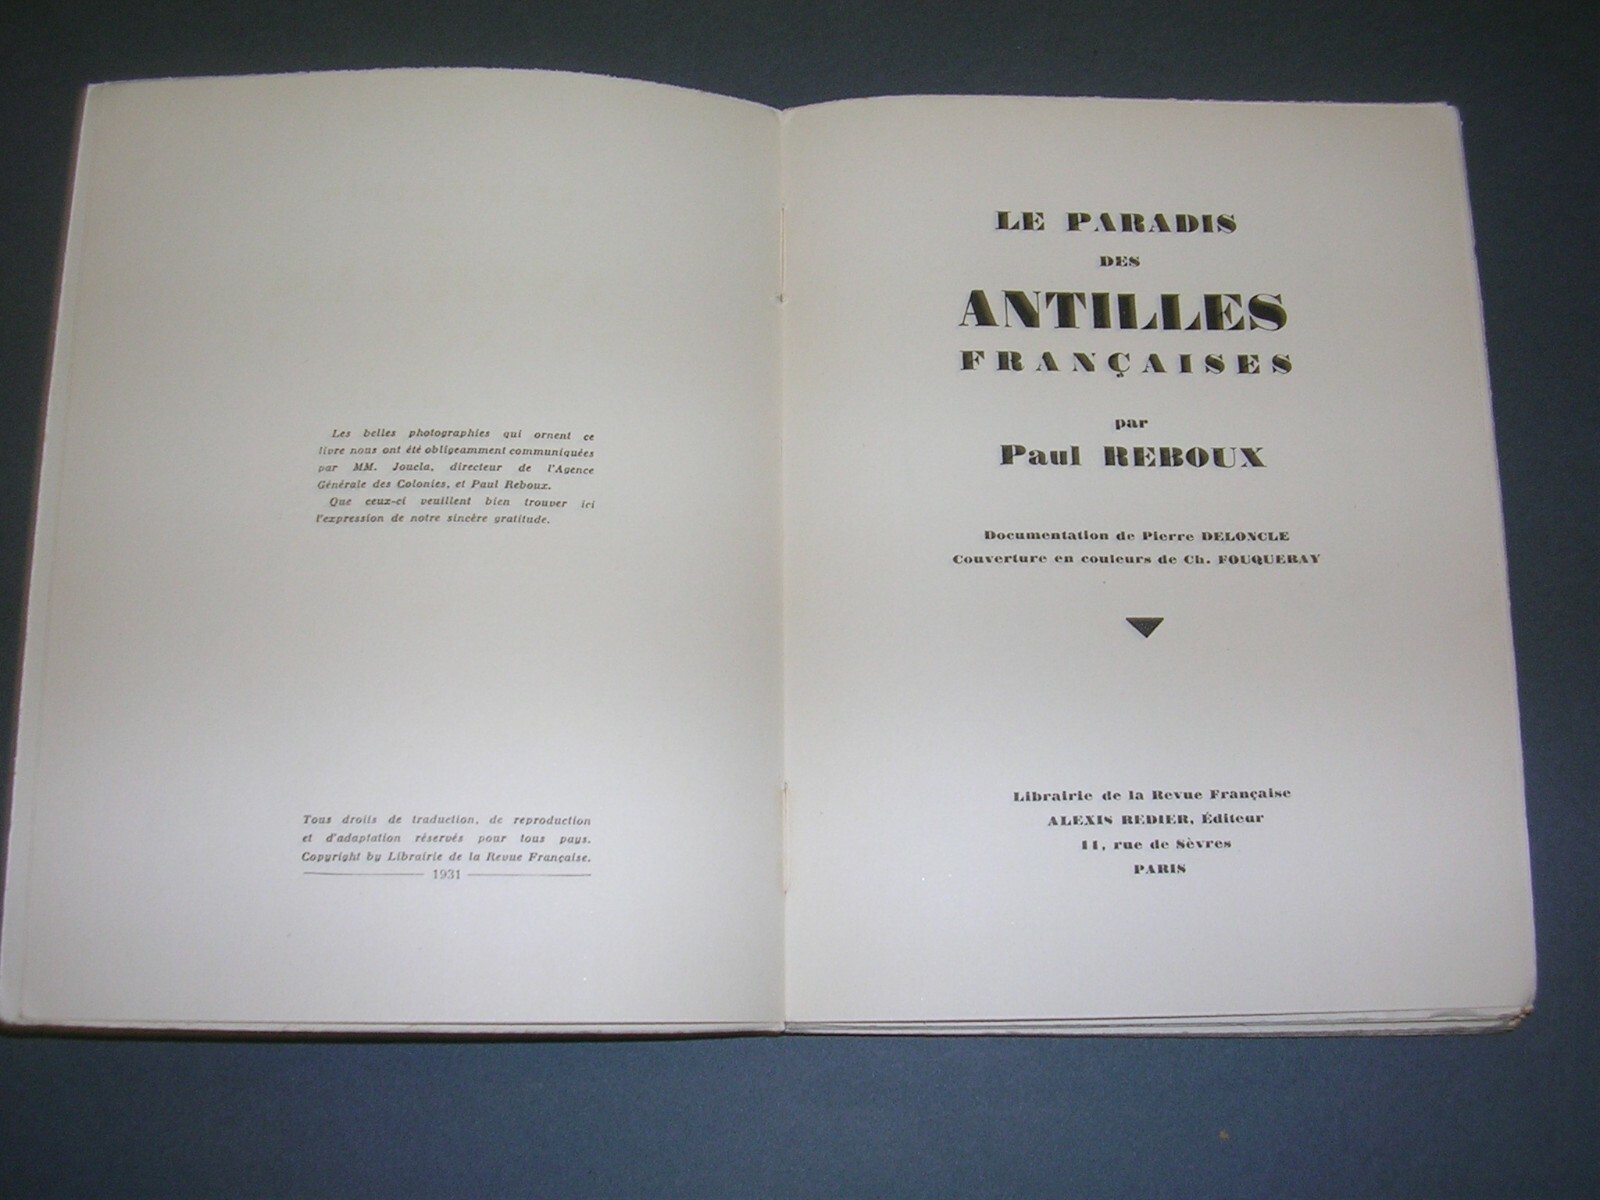 Les belles photographies qui ornent ce
livre nous ont été obligeamment communiquées
par MM. Joucla, directeur de l'Agence
Générale des Colonies, et Paul Reboux.
Que ceux-ci veuillent bien trouver ici
l'expression de notre sincère gratitude.
Tous droits de traduction, de reproduction
et d'adaptation réservés pour tous pays.
Copyright by Librairie de la Revue Française.
1931
LE PARADIS
DES
ANTILLES
FRANÇAISES
par
Paul REBOUX
Documentation de Pierre DELONCLE
Couverture en couleurs de Ch. FOUQUERAY
Librairie de la Revue Française
ALEXIS REDIER, Éditeur
11, rue de Sèvres
PARIS